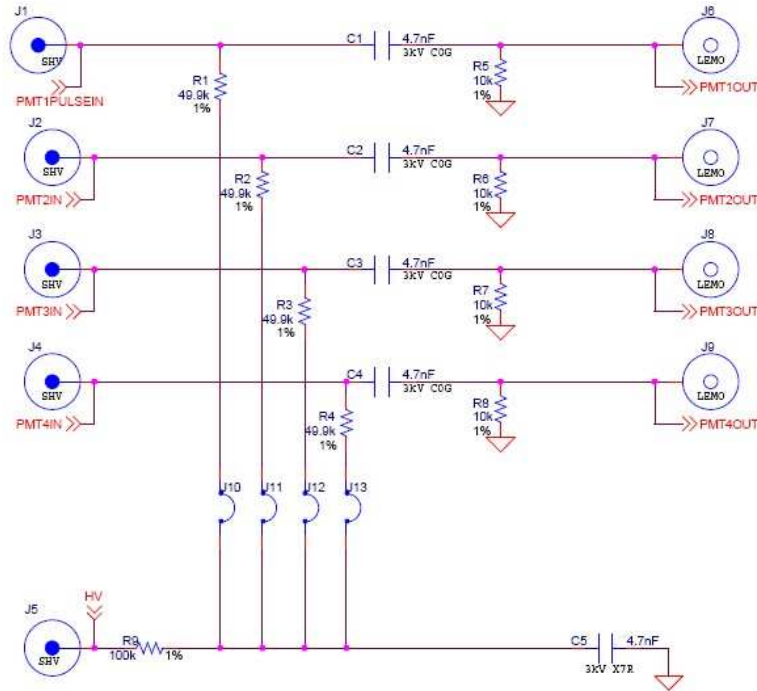 J1
SHV
PMT1PULSEIN
R1
49.9k
1%
C1
4.7nF
3kV C0G
R5
10k
1%
J6
LEMO
PMT1OUT
J2
SHV
PMT2IN
R2
49.9k
1%
C2
4.7nF
3kV C0G
R6
10k
1%
J7
LEMO
PMT2OUT
J3
SHV
PMT3IN
R3
49.9k
1%
C3
4.7nF
3kV C0G
R7
10k
1%
J8
LEMO
PMT3OUT
J4
SHV
PMT4IN
R4
49.9k
1%
C4
4.7nF
3kV C0G
R8
10k
1%
J9
LEMO
PMT4OUT
J10
J11
J12
J13
HV
J5
SHV
R9
100k
1%
C5
4.7nF
3kV X7R